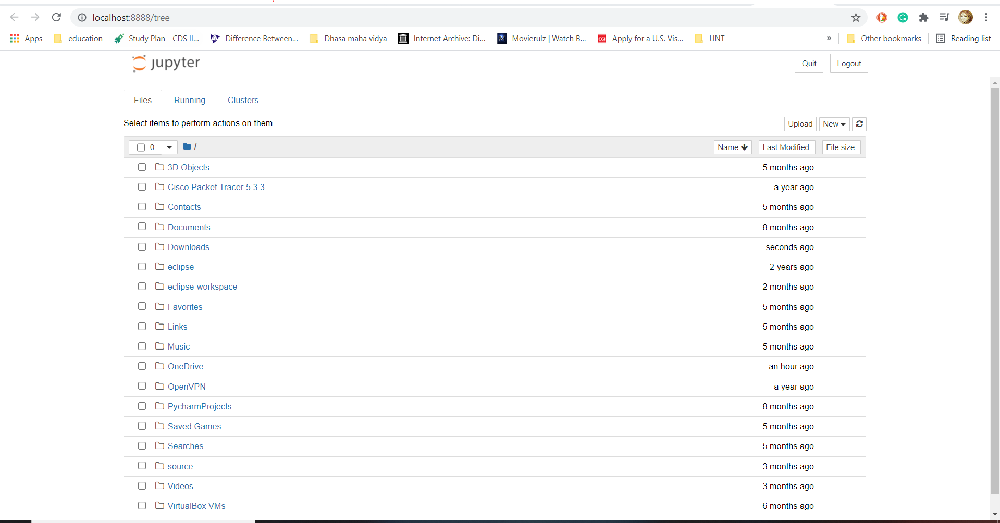 localhost:8888/tree
Apps education Study Plan - CDS II... Difference Between... Dhasa maha vidya Internet Archive: Di... Movierulz | Watch B... CGI Apply for a U.S. Vis... UNT » Other bookmarks Reading list
jupyter Quit Logout
Files Running Clusters
Select items to perform actions on them. Upload New
0 / Name Last Modified File size
3D Objects 5 months ago
Cisco Packet Tracer 5.3.3 a year ago
Contacts 5 months ago
Documents 8 months ago
Downloads seconds ago
eclipse 2 years ago
eclipse-workspace 2 months ago
Favorites 5 months ago
Links 5 months ago
Music 5 months ago
OneDrive an hour ago
OpenVPN a year ago
PycharmProjects 8 months ago
Saved Games 5 months ago
Searches 5 months ago
source 3 months ago
Videos 3 months ago
VirtualBox VMs 6 months ago